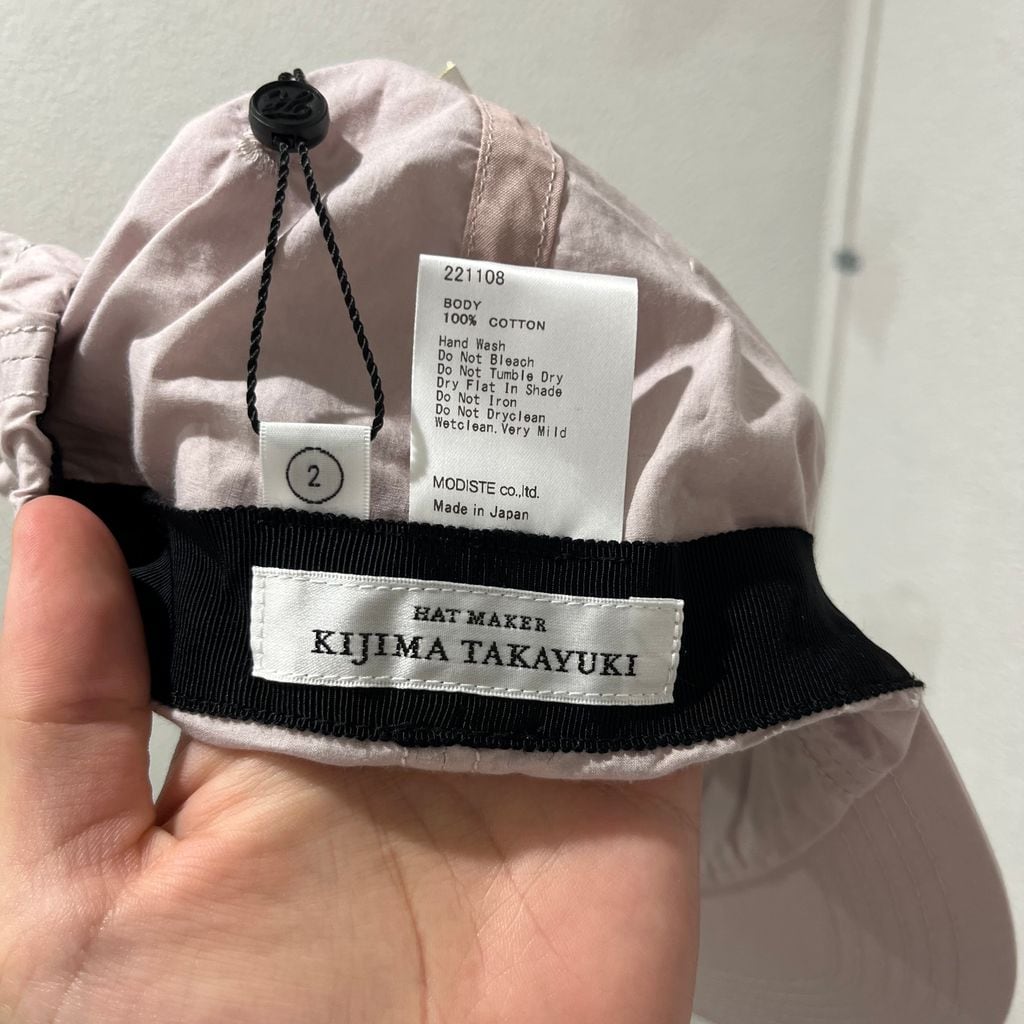 221108
BODY
100% COTTON
Hand Wash
Do Not Bleach
Do Not Tumble Dry
Dry Flat In Shade
Do Not Iron
Do Not Dryclean
Wetclean.Very Mild
MODISTE co.,ltd.
Made in Japan
2
HAT MAKER
KIJIMA TAKAYUKI